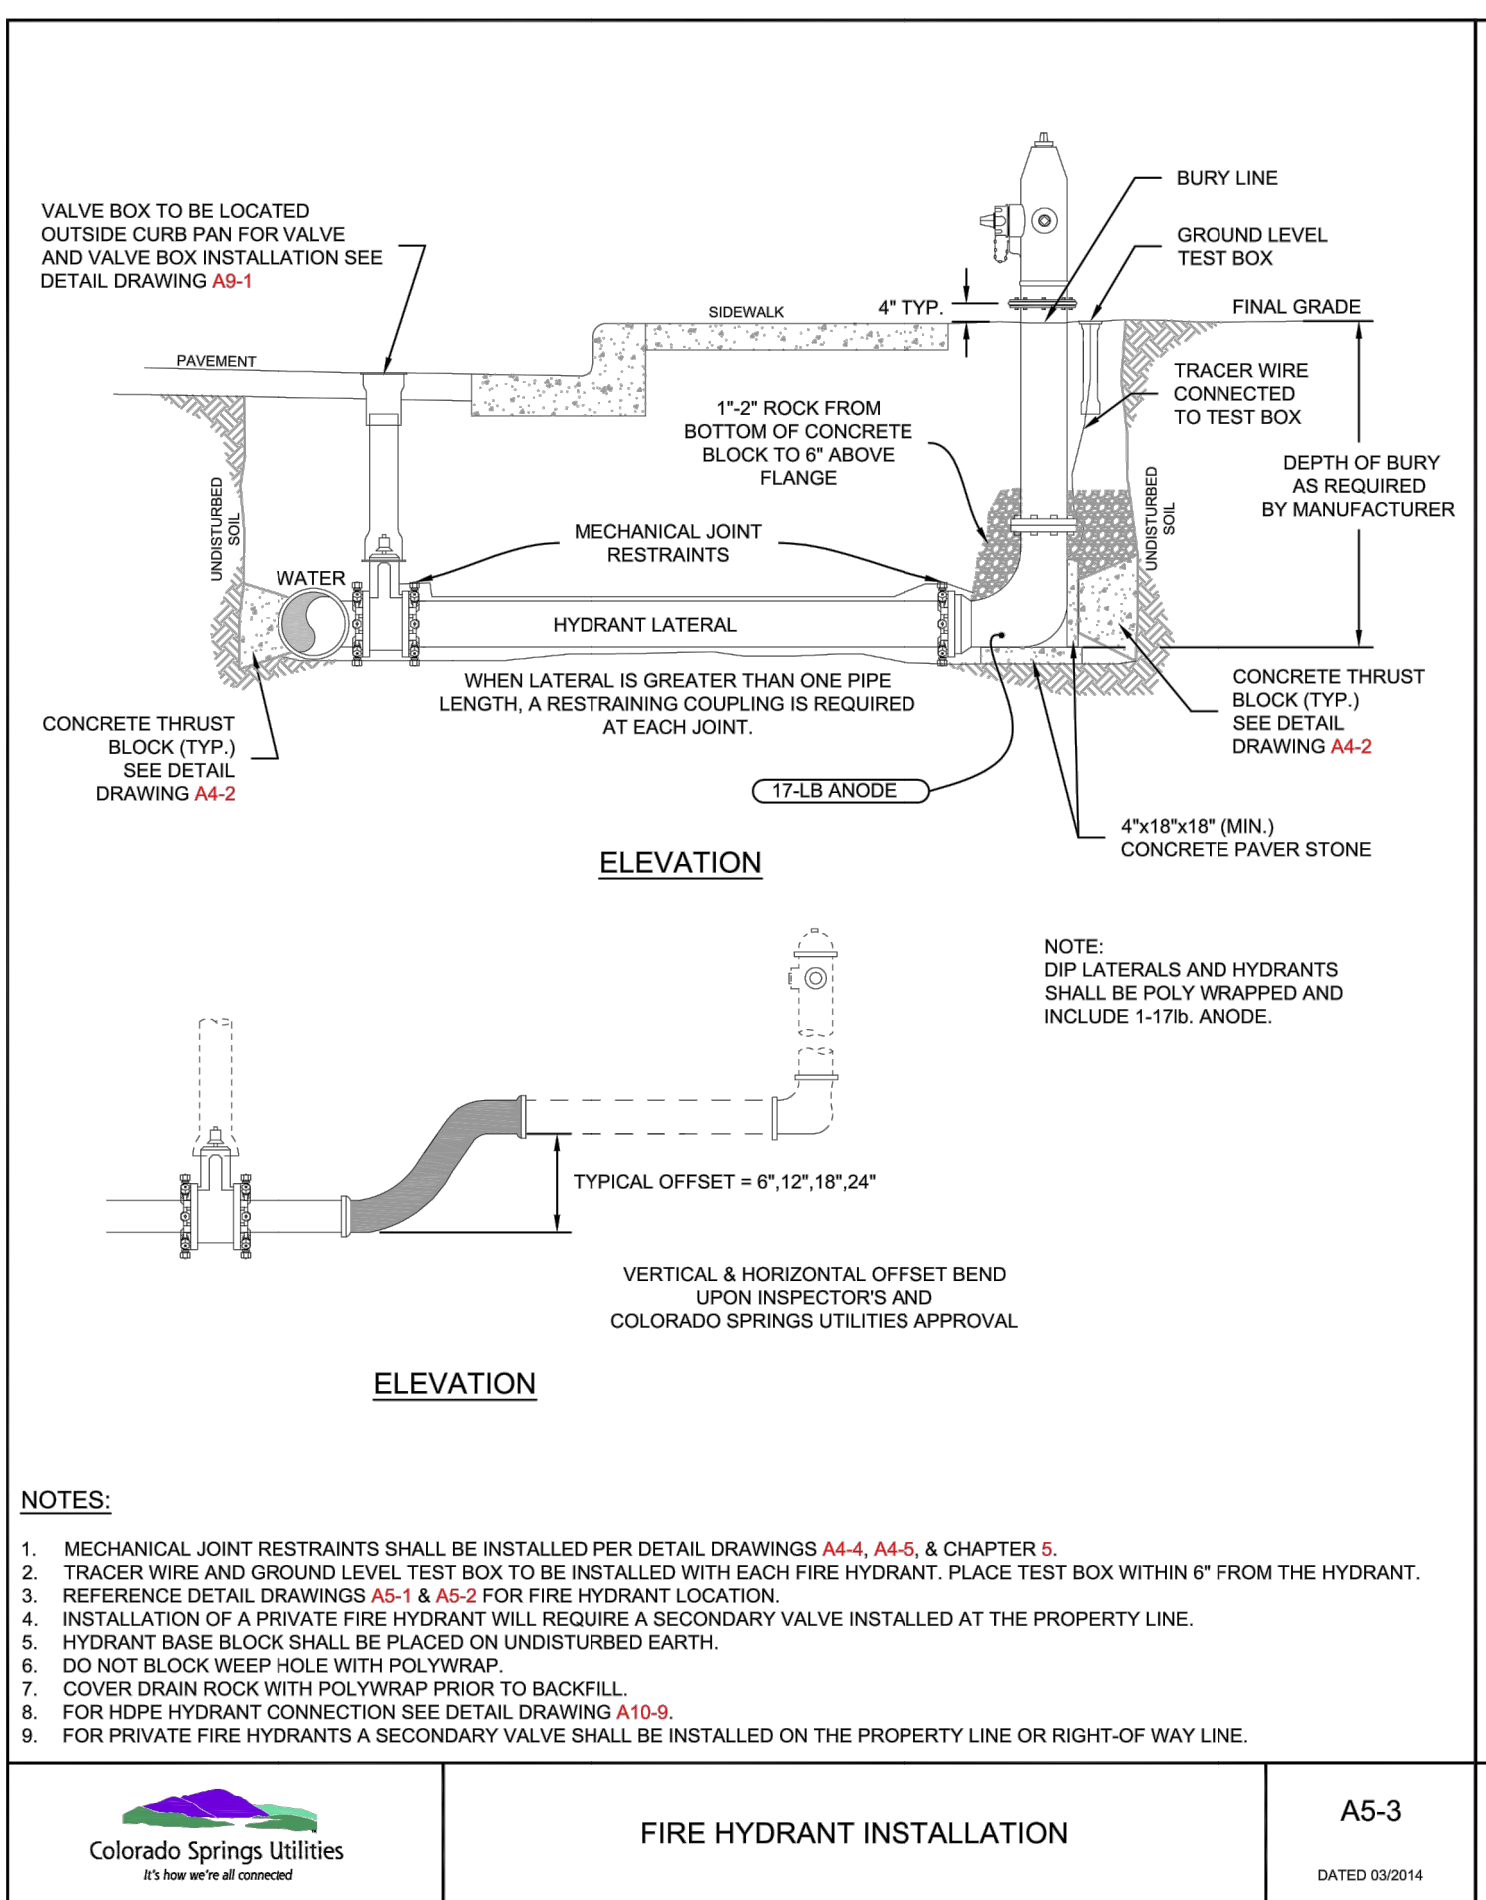 VALVE BOX TO BE LOCATED
OUTSIDE CURB PAN FOR VALVE
AND VALVE BOX INSTALLATION SEE
DETAIL DRAWING A9-1
BURY LINE
GROUND LEVEL
TEST BOX
4" TYP.
SIDEWALK
FINAL GRADE
PAVEMENT
TRACER WIRE
CONNECTED
TO TEST BOX
1"-2" ROCK FROM
BOTTOM OF CONCRETE
BLOCK TO 6" ABOVE
FLANGE
DEPTH OF BURY
AS REQUIRED
BY MANUFACTURER
UNDISTURBED
SOIL
UNDISTURBED
SOIL
MECHANICAL JOINT
RESTRAINTS
WATER
HYDRANT LATERAL
WHEN LATERAL IS GREATER THAN ONE PIPE
LENGTH, A RESTRAINING COUPLING IS REQUIRED
AT EACH JOINT.
CONCRETE THRUST
BLOCK (TYP.)
SEE DETAIL
DRAWING A4-2
CONCRETE THRUST
BLOCK (TYP.)
SEE DETAIL
DRAWING A4-2
17-LB ANODE
4"x18"x18" (MIN.)
CONCRETE PAVER STONE
ELEVATION
NOTE:
DIP LATERALS AND HYDRANTS
SHALL BE POLY WRAPPED AND
INCLUDE 1-17lb. ANODE.
TYPICAL OFFSET = 6",12",18",24"
VERTICAL & HORIZONTAL OFFSET BEND
UPON INSPECTOR'S AND
COLORADO SPRINGS UTILITIES APPROVAL
ELEVATION
NOTES:
1. MECHANICAL JOINT RESTRAINTS SHALL BE INSTALLED PER DETAIL DRAWINGS A4-4, A4-5, & CHAPTER 5.
2. TRACER WIRE AND GROUND LEVEL TEST BOX TO BE INSTALLED WITH EACH FIRE HYDRANT. PLACE TEST BOX WITHIN 6" FROM THE HYDRANT.
3. REFERENCE DETAIL DRAWINGS A5-1 & A5-2 FOR FIRE HYDRANT LOCATION.
4. INSTALLATION OF A PRIVATE FIRE HYDRANT WILL REQUIRE A SECONDARY VALVE INSTALLED AT THE PROPERTY LINE.
5. HYDRANT BASE BLOCK SHALL BE PLACED ON UNDISTURBED EARTH.
6. DO NOT BLOCK WEEP HOLE WITH POLYWRAP.
7. COVER DRAIN ROCK WITH POLYWRAP PRIOR TO BACKFILL.
8. FOR HDPE HYDRANT CONNECTION SEE DETAIL DRAWING A10-9.
9. FOR PRIVATE FIRE HYDRANTS A SECONDARY VALVE SHALL BE INSTALLED ON THE PROPERTY LINE OR RIGHT-OF WAY LINE.
Colorado Springs Utilities
It's how we're all connected
FIRE HYDRANT INSTALLATION
A5-3
DATED 03/2014